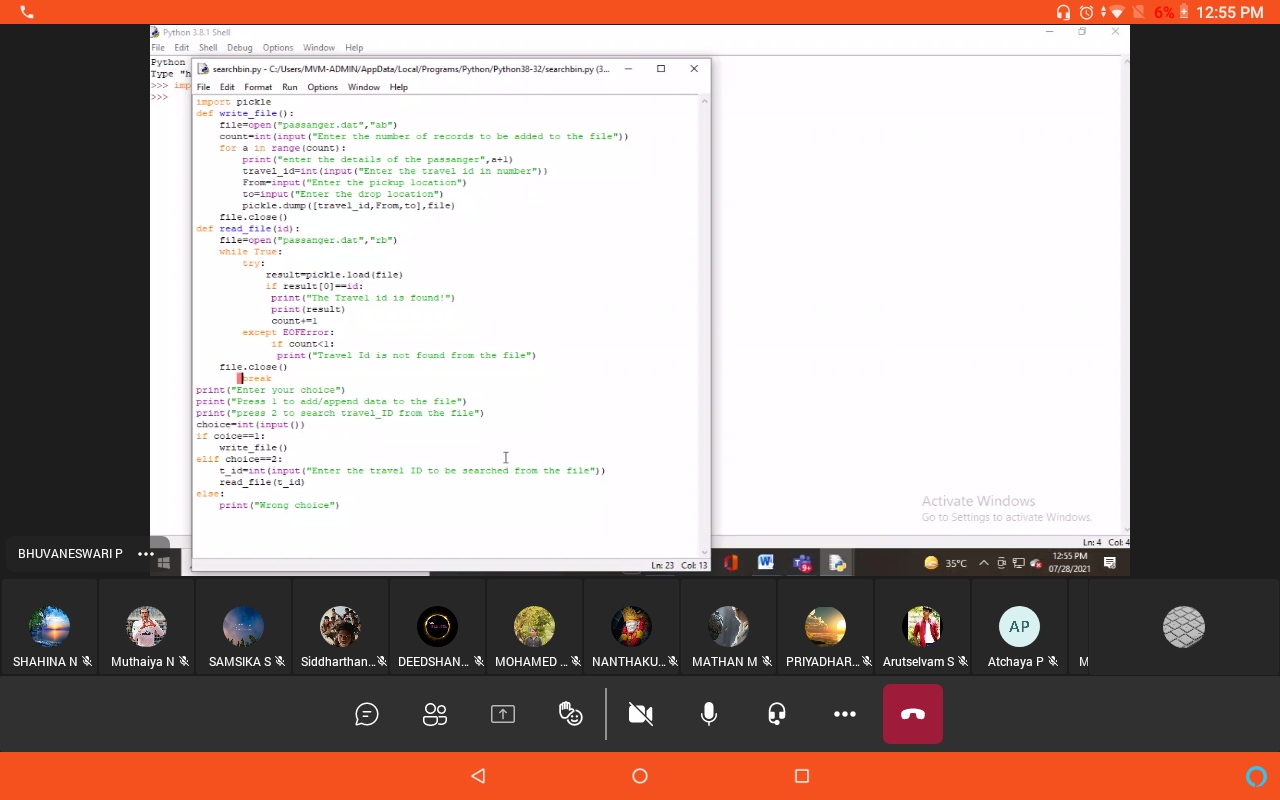 6% 12:55 PM
Python 3.8.1 Shell
File Edit Shell Debug Options Window Help
Python
Type "h
>>> imp
>>>
searchbin.py - C:/Users/MVM-ADMIN/AppData/Local/Programs/Python/Python38-32/searchbin.py (3...
File Edit Format Run Options Window Help
import pickle
def write_file():
    file=open("passanger.dat","ab")
    count=int(input("Enter the number of records to be added to the file"))
    for a in range(count):
        print("enter the details of the passanger",a+1)
        travel_id=int(input("Enter the travel id in number"))
        From=input("Enter the pickup location")
        to=input("Enter the drop location")
        pickle.dump([travel_id,From,to],file)
    file.close()
def read_file(id):
    file=open("passanger.dat","rb")
    while True:
        try:
            result=pickle.load(file)
            if result[0]==id:
             print("The Travel id is found!")
             print(result)
             count+=1
        except EOFError:
             if count<1:
              print("Travel Id is not found from the file")
    file.close()
        break
print("Enter your choice")
print("Press 1 to add/append data to the file")
print("press 2 to search travel_ID from the file")
choice=int(input())
if coice==1:
    write_file()
elif choice==2:
    t_id=int(input("Enter the travel ID to be searched from the file"))
    read_file(t_id)
else:
    print("Wrong choice")
Activate Windows
Go to Settings to activate Windows.
Ln: 4 Col: 4
Ln: 23 Col: 13
BHUVANESWARI P
35°C
12:55 PM
07/28/2021
9+
AP
SHAHINA N Muthaiya N SAMSIKA S Siddharthan... DEEDSHAN... MOHAMED ... NANTHAKU... MATHAN M PRIYADHAR... Arutselvam S Atchaya P M